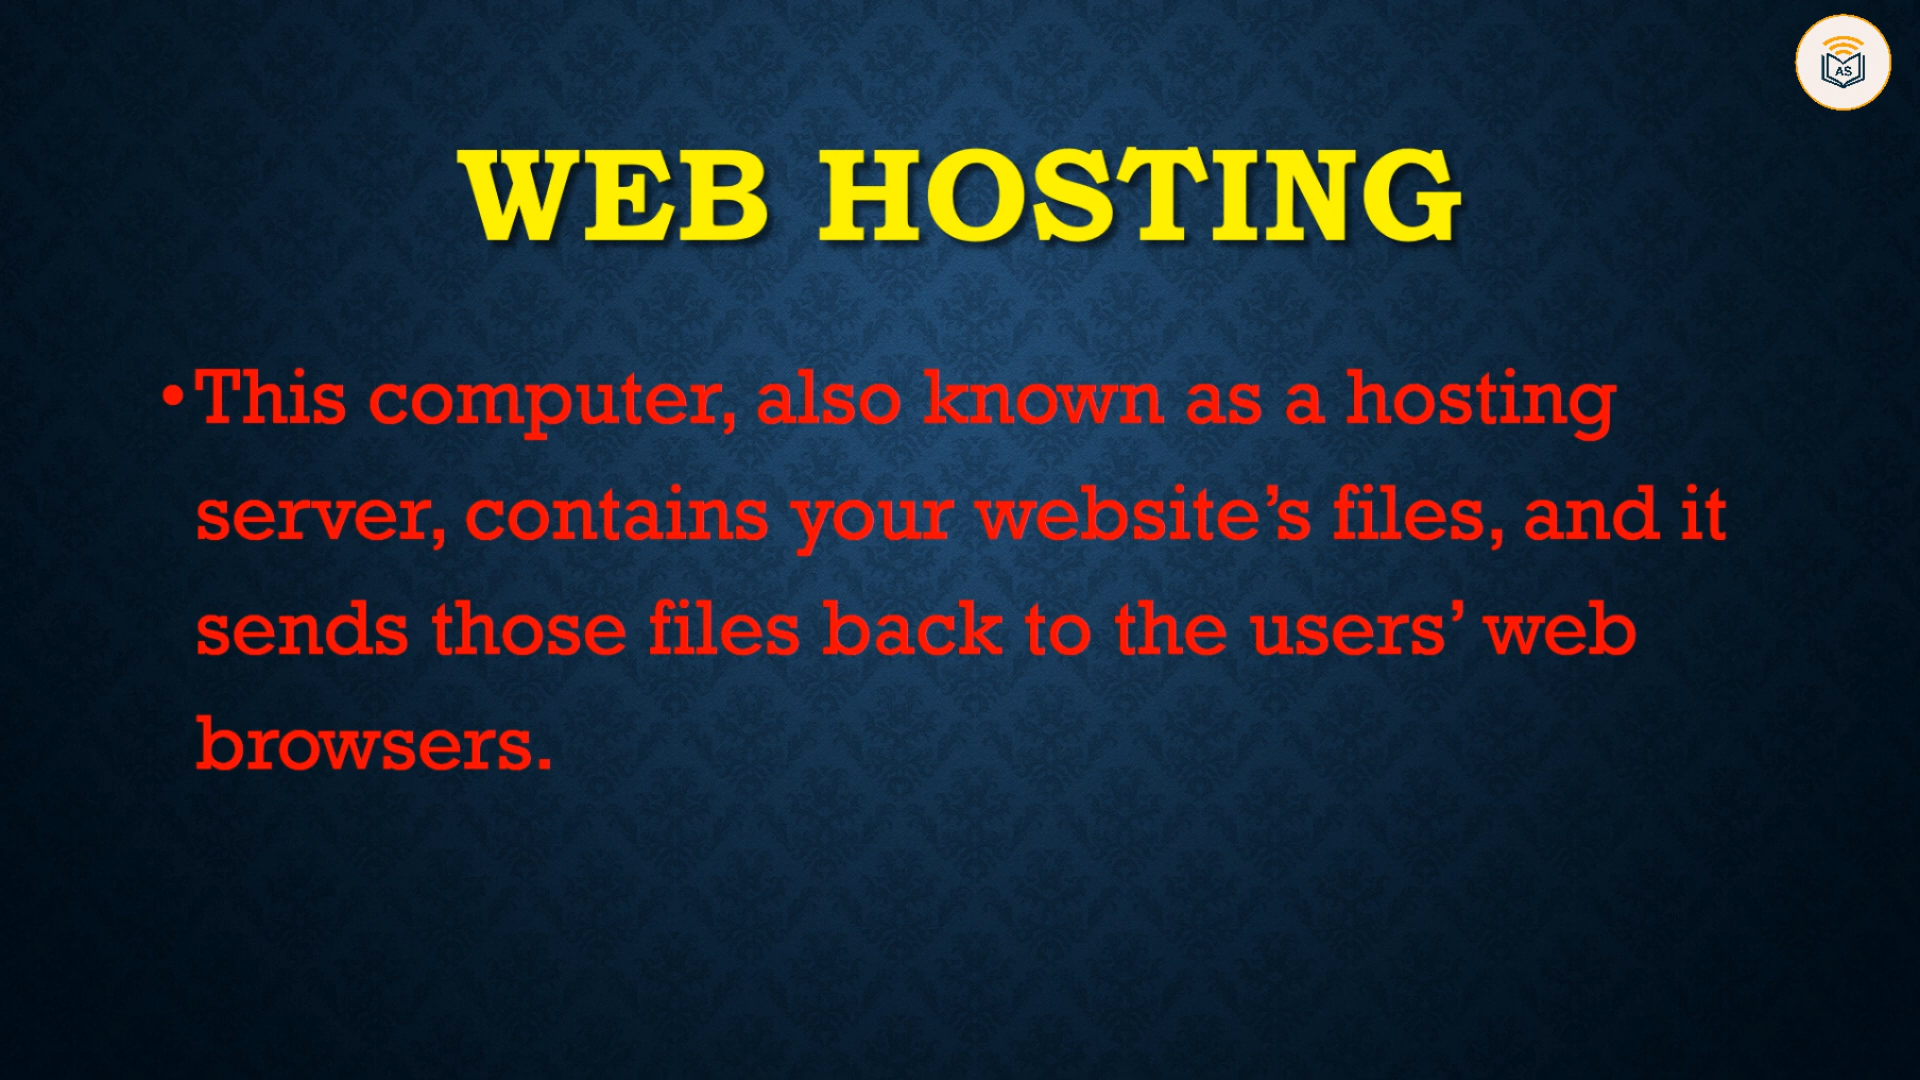 AS
WEB HOSTING
•This computer, also known as a hosting
server, contains your website’s files, and it
sends those files back to the users’ web
browsers.